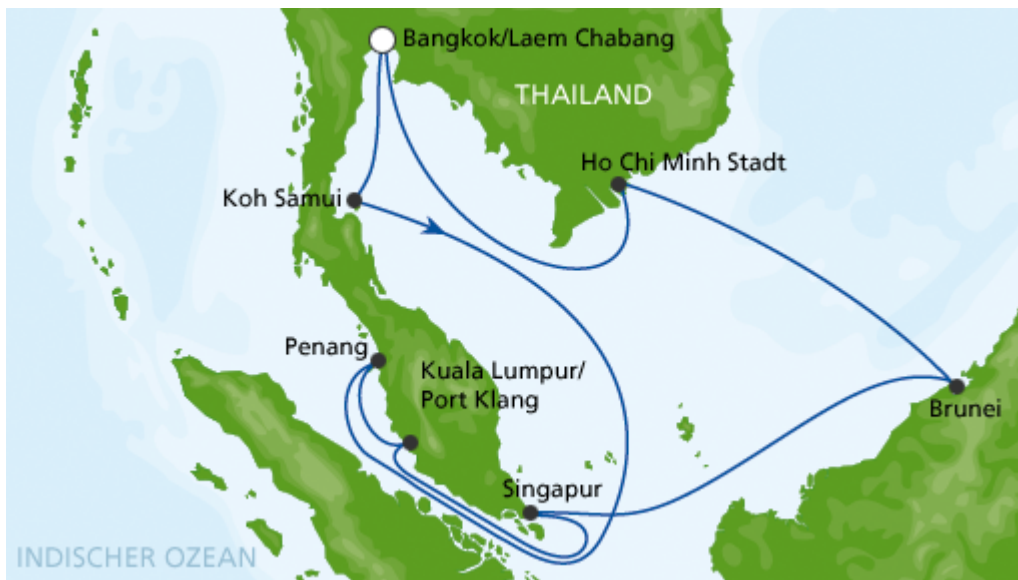 Bangkok/Laem Chabang
THAILAND
Ho Chi Minh Stadt
Koh Samui
Penang
Kuala Lumpur/
Port Klang
Brunei
Singapur
INDISCHER OZEAN